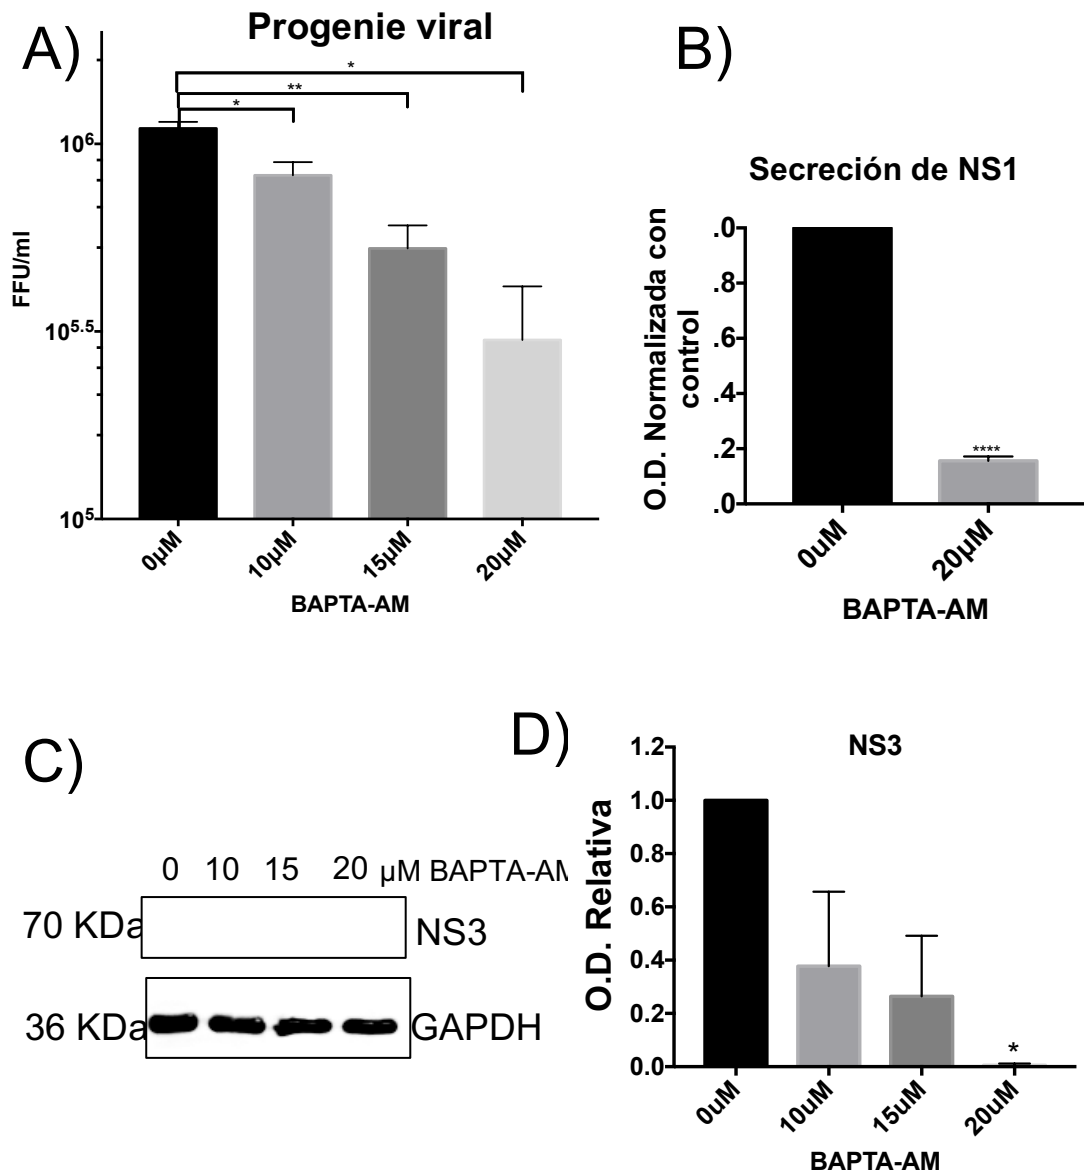 A)
Progenie viral
*
**
*
10⁶
10⁵·⁵
10⁵
FFU/ml
0µM
10µM
15µM
20µM
BAPTA-AM
B)
Secreción de NS1
O.D. Normalizada con
control
.0
.8
.6
.4
.2
.0
****
0uM
20µM
BAPTA-AM
C)
0 10 15 20 µM BAPTA-AM
70 KDa
NS3
36 KDa
GAPDH
D)
NS3
O.D. Relativa
1.2
1.0
0.8
0.6
0.4
0.2
0.0
*
0uM
10uM
15uM
20uM
BAPTA-AM